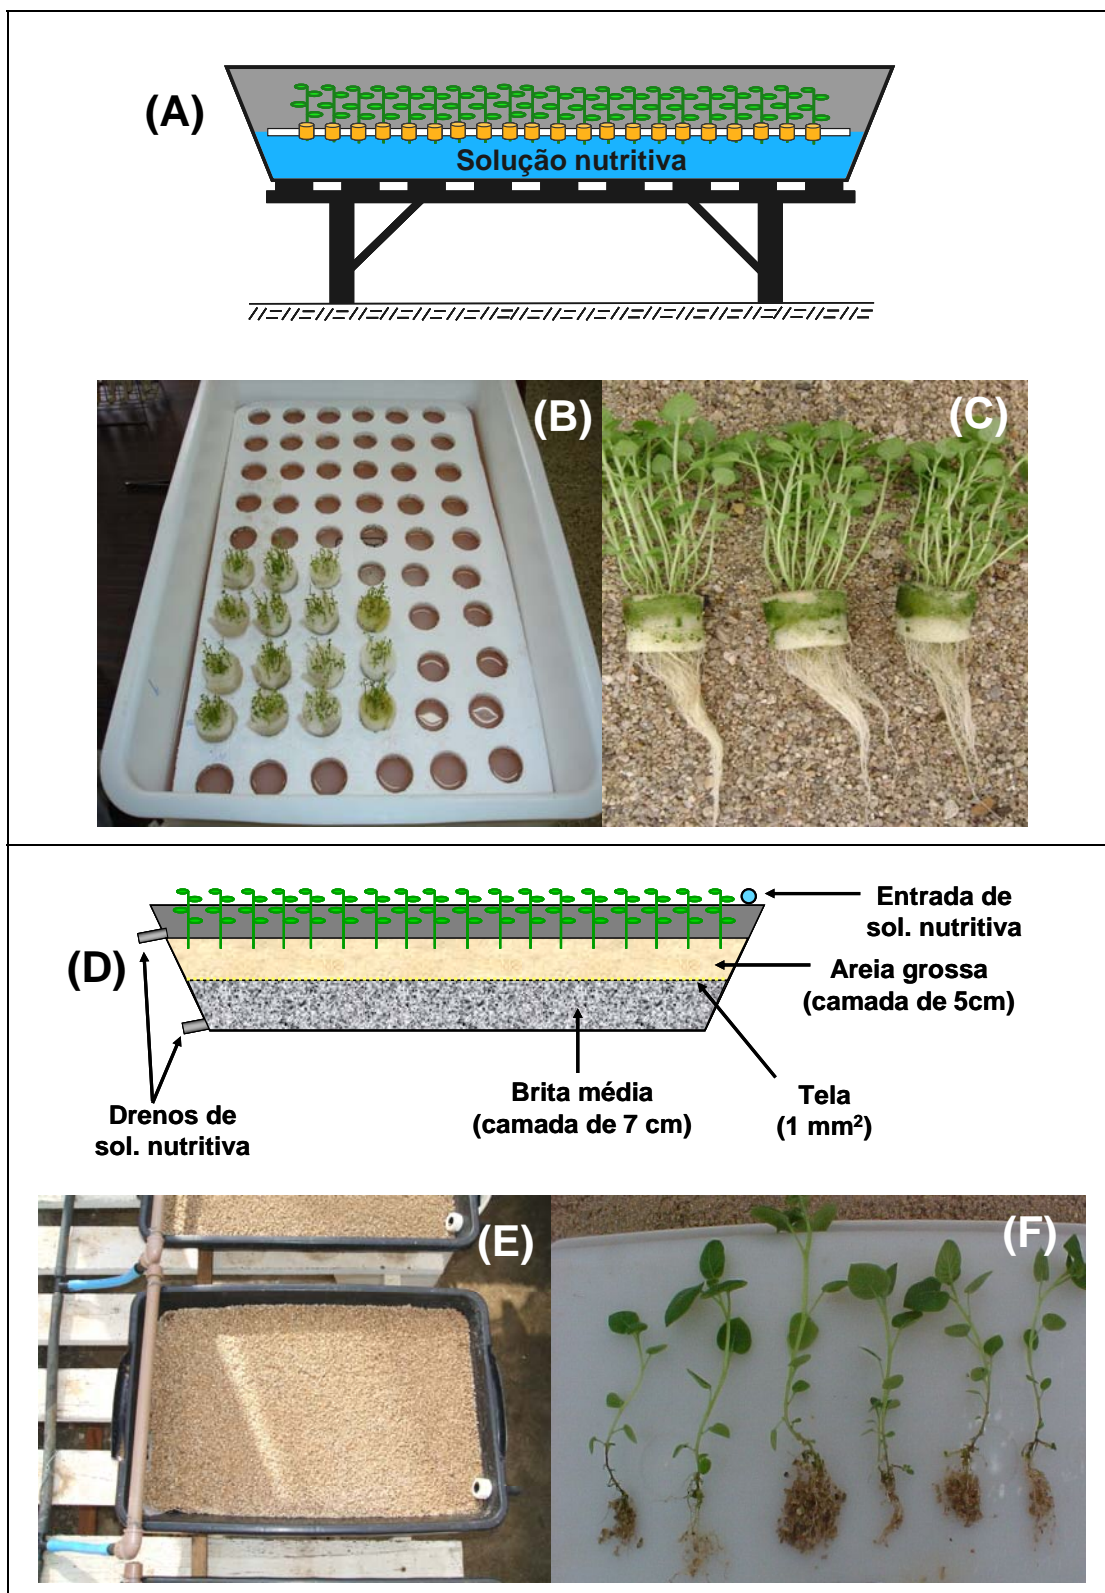 (A)
Solução nutritiva
(B)
(C)
Entrada de
sol. nutritiva
(D)
Areia grossa
(camada de 5cm)
Brita média
(camada de 7 cm)
Tela
(1 mm²)
Drenos de
sol. nutritiva
(E)
(F)